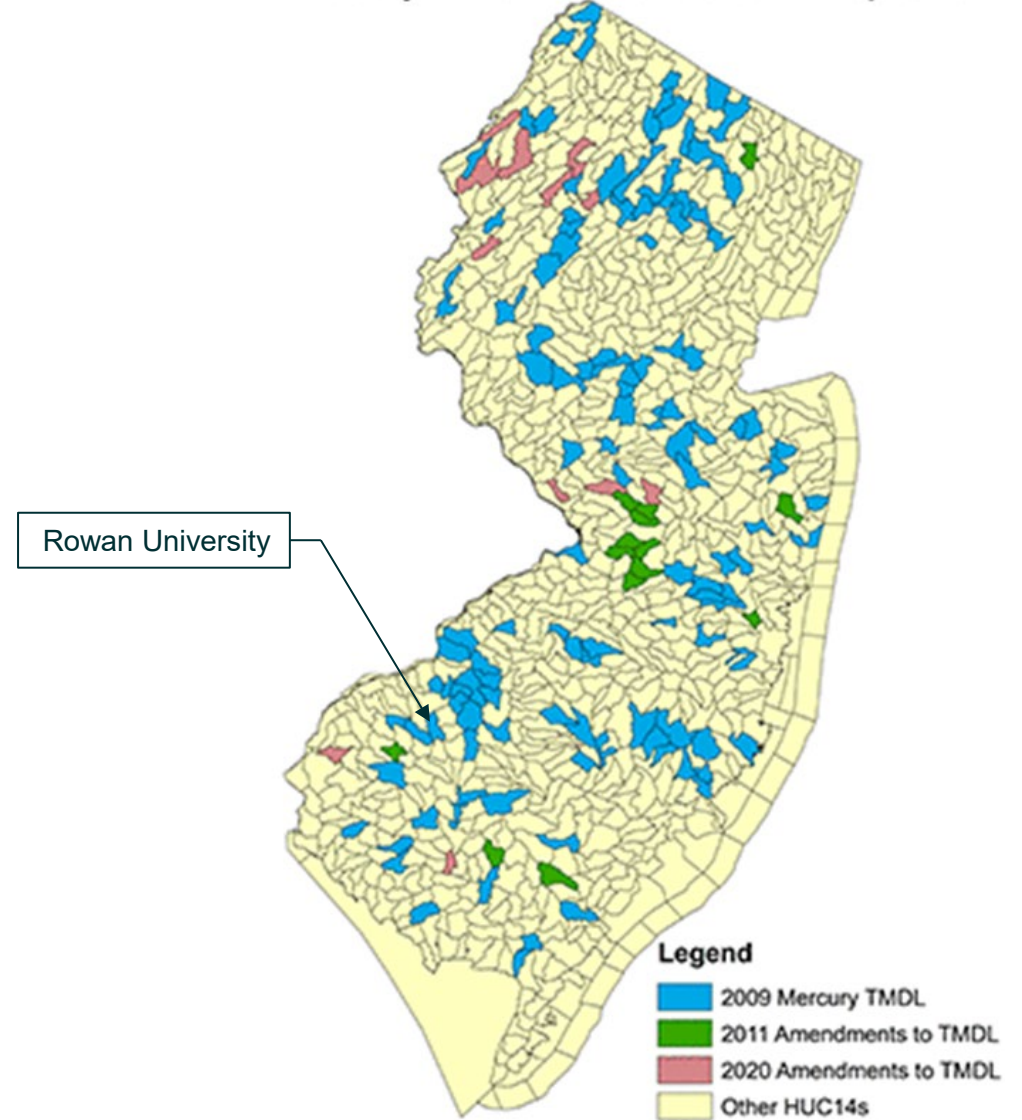 Rowan University
Legend
2009 Mercury TMDL
2011 Amendments to TMDL
2020 Amendments to TMDL
Other HUC14s